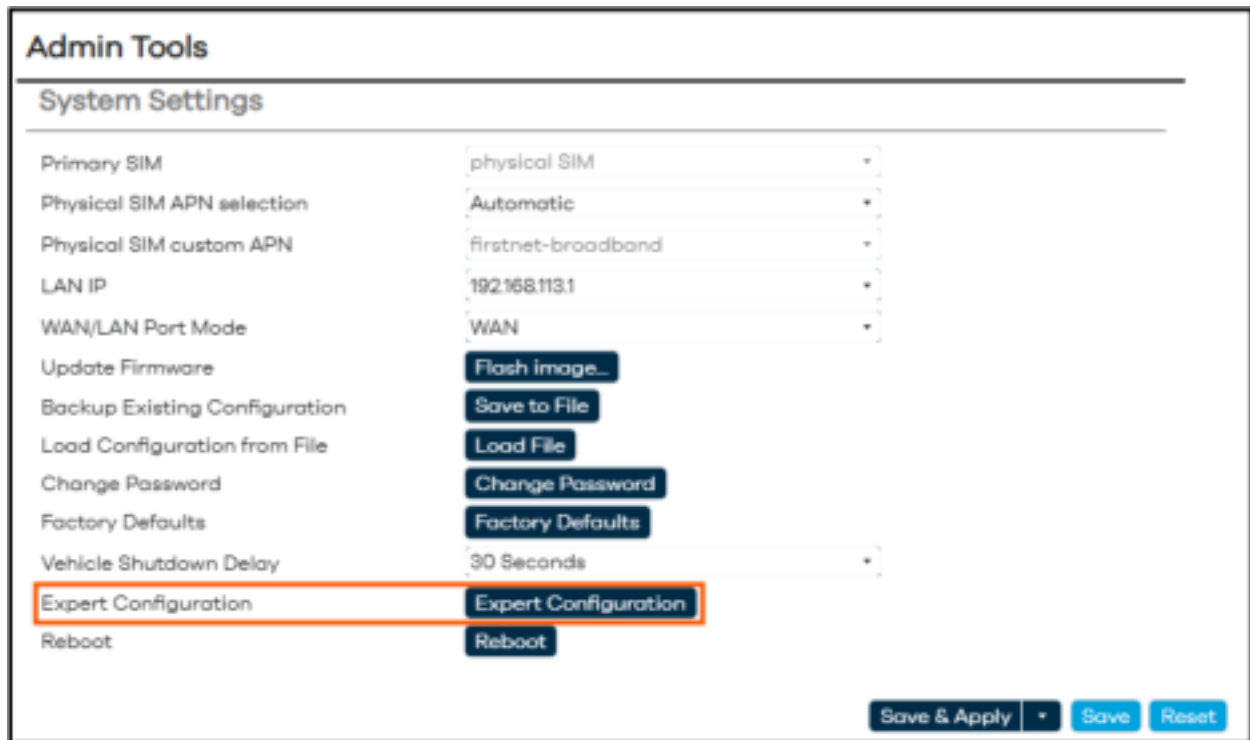 Admin Tools
System Settings
Primary SIM physical SIM
Physical SIM APN selection Automatic
Physical SIM custom APN firstnet-broadband
LAN IP 192.168.113.1
WAN/LAN Port Mode WAN
Update Firmware Flash image...
Backup Existing Configuration Save to File
Load Configuration from File Load File
Change Password Change Password
Factory Defaults Factory Defaults
Vehicle Shutdown Delay 30 Seconds
Expert Configuration Expert Configuration
Reboot Reboot
Save & Apply Save Reset